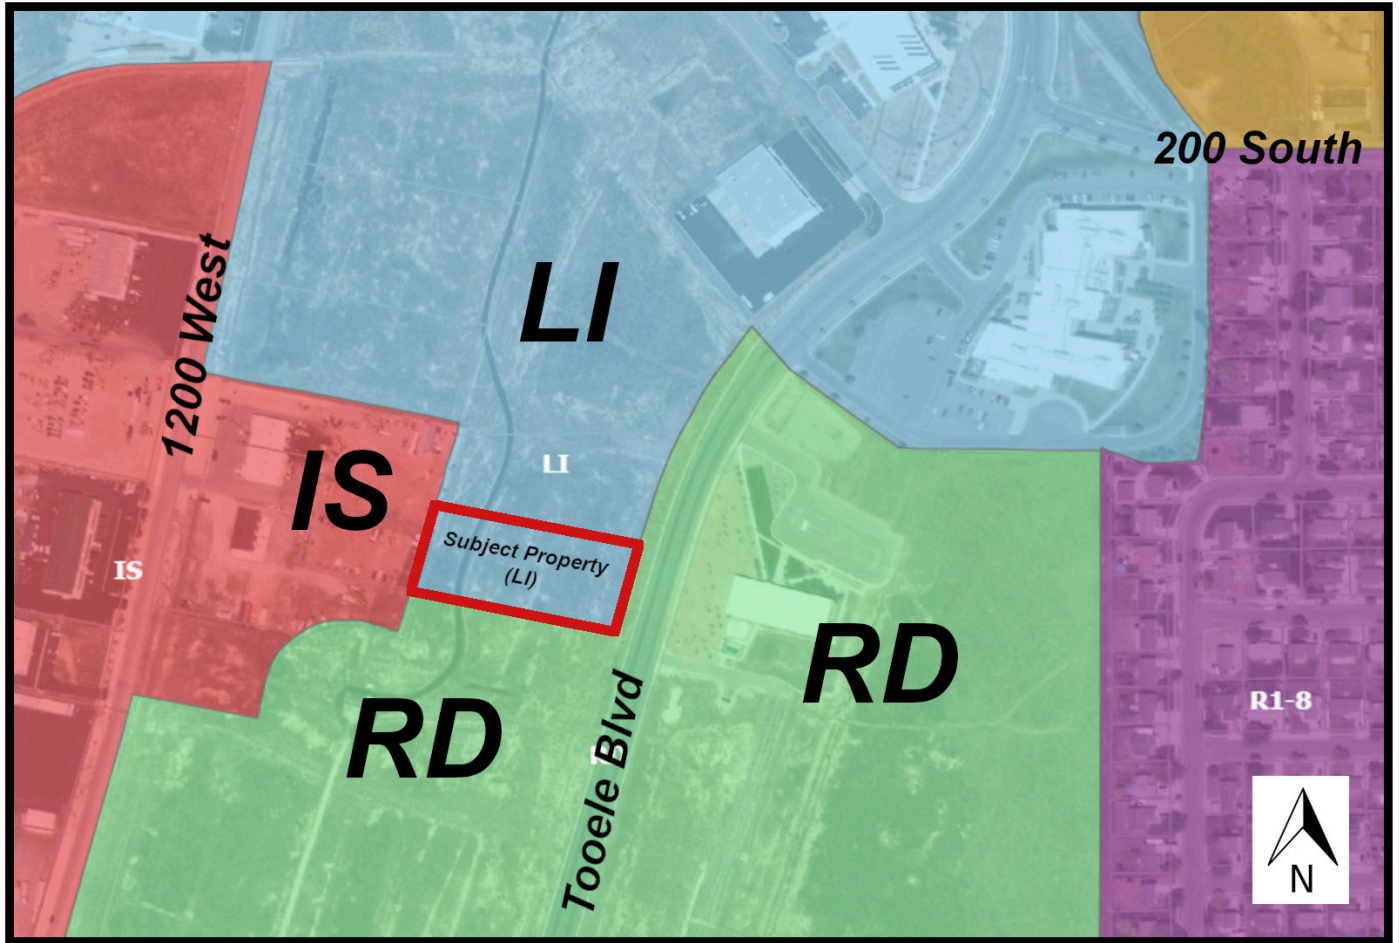 200 South
1200 West
LI
LI
IS
IS
Subject Property
(LI)
RD
RD
Tooele Blvd
R1-8
N